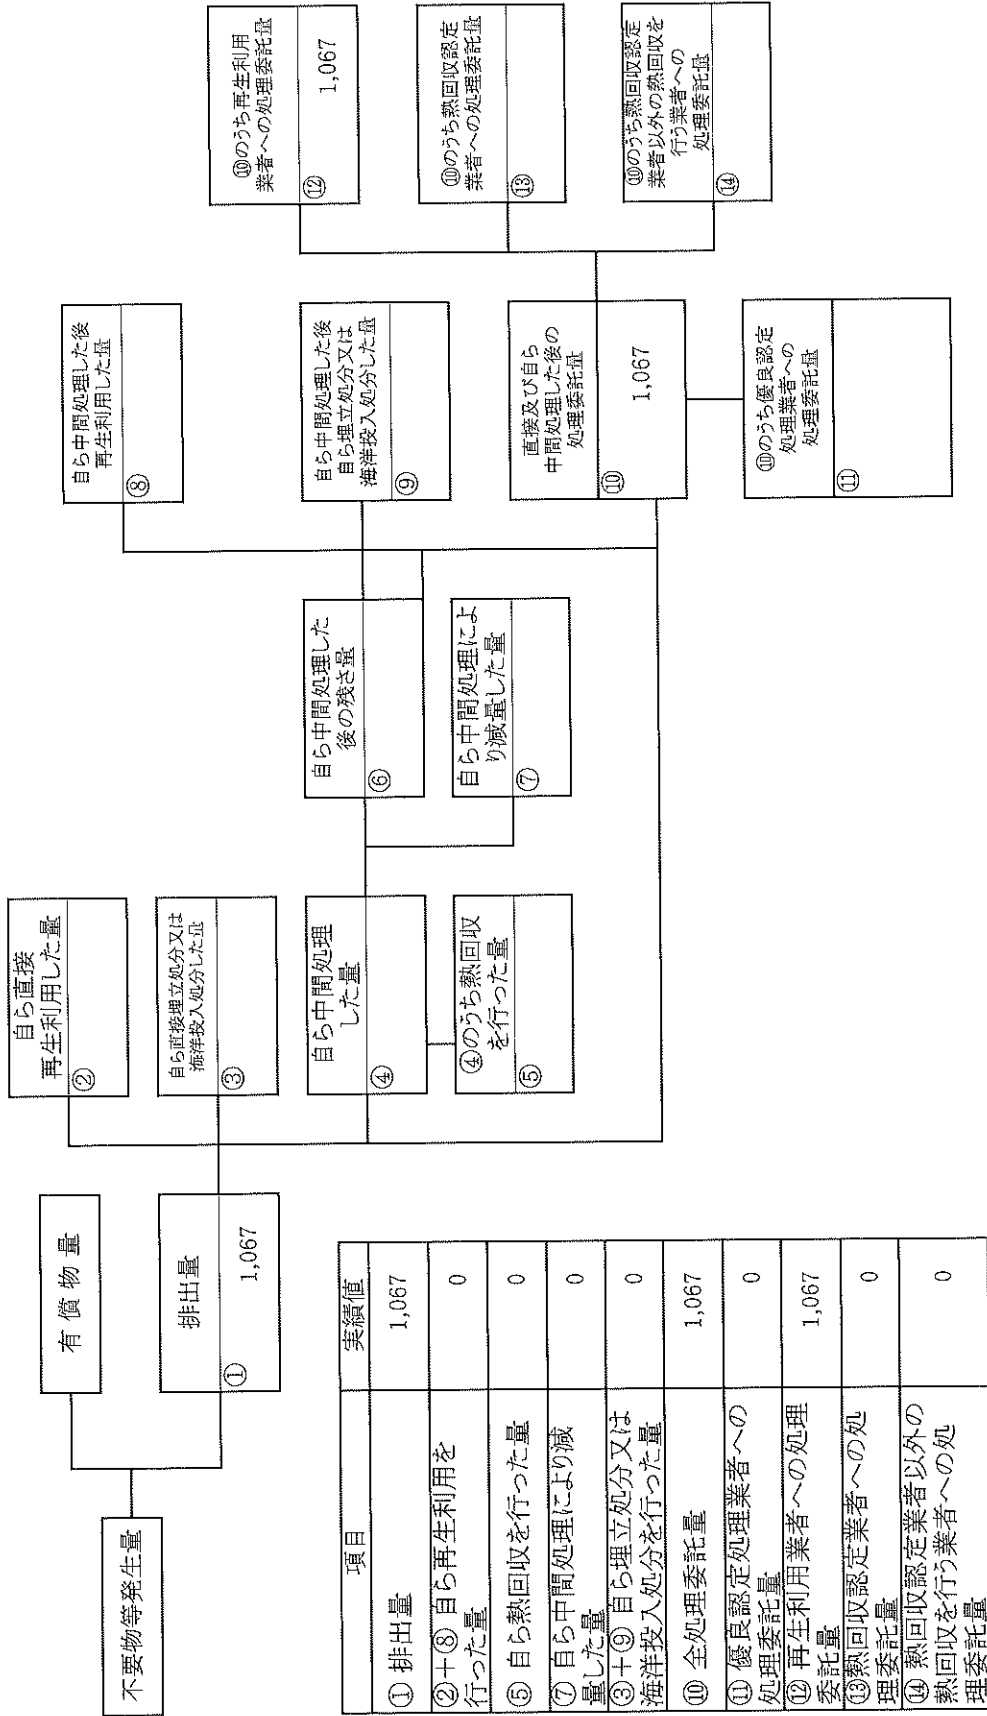 不要物等発生量
有償物量
排出量
① 1,067
自ら直接
再生利用した量
②
自ら直接埋立処分又は
海洋投入処分した量
③
自ら中間処理
した量
④
④のうち熱回収
を行った量
⑤
自ら中間処理した
後の残さ量
⑥
自ら中間処理によ
り減量した量
⑦
自ら中間処理した後
再生利用した量
⑧
自ら中間処理した後
自ら埋立処分又は
海洋投入処分した量
⑨
直接及び自ら
中間処理した後の
処理委託量
⑩ 1,067
⑩のうち優良認定
処理業者への
処理委託量
⑪
⑩のうち再生利用
業者への処理委託量
⑫ 1,067
⑩のうち熱回収認定
業者への処理委託量
⑬
⑩のうち熱回収認定
業者以外の熱回収を
行う業者への
処理委託量
⑭
項目 実績値
① 排出量 1,067
②+⑧ 自ら再生利用を
行った量 0
⑤ 自ら熱回収を行った量 0
⑦ 自ら中間処理により減
量した量 0
③+⑨ 自ら埋立処分又は
海洋投入処分を行った量 0
⑩ 全処理委託量 1,067
⑪ 優良認定処理業者への
処理委託量 0
⑫ 再生利用業者への処理
委託量 1,067
⑬熱回収認定業者への処
理委託量 0
⑭ 熱回収認定業者以外の
熱回収を行う業者への処
理委託量 0